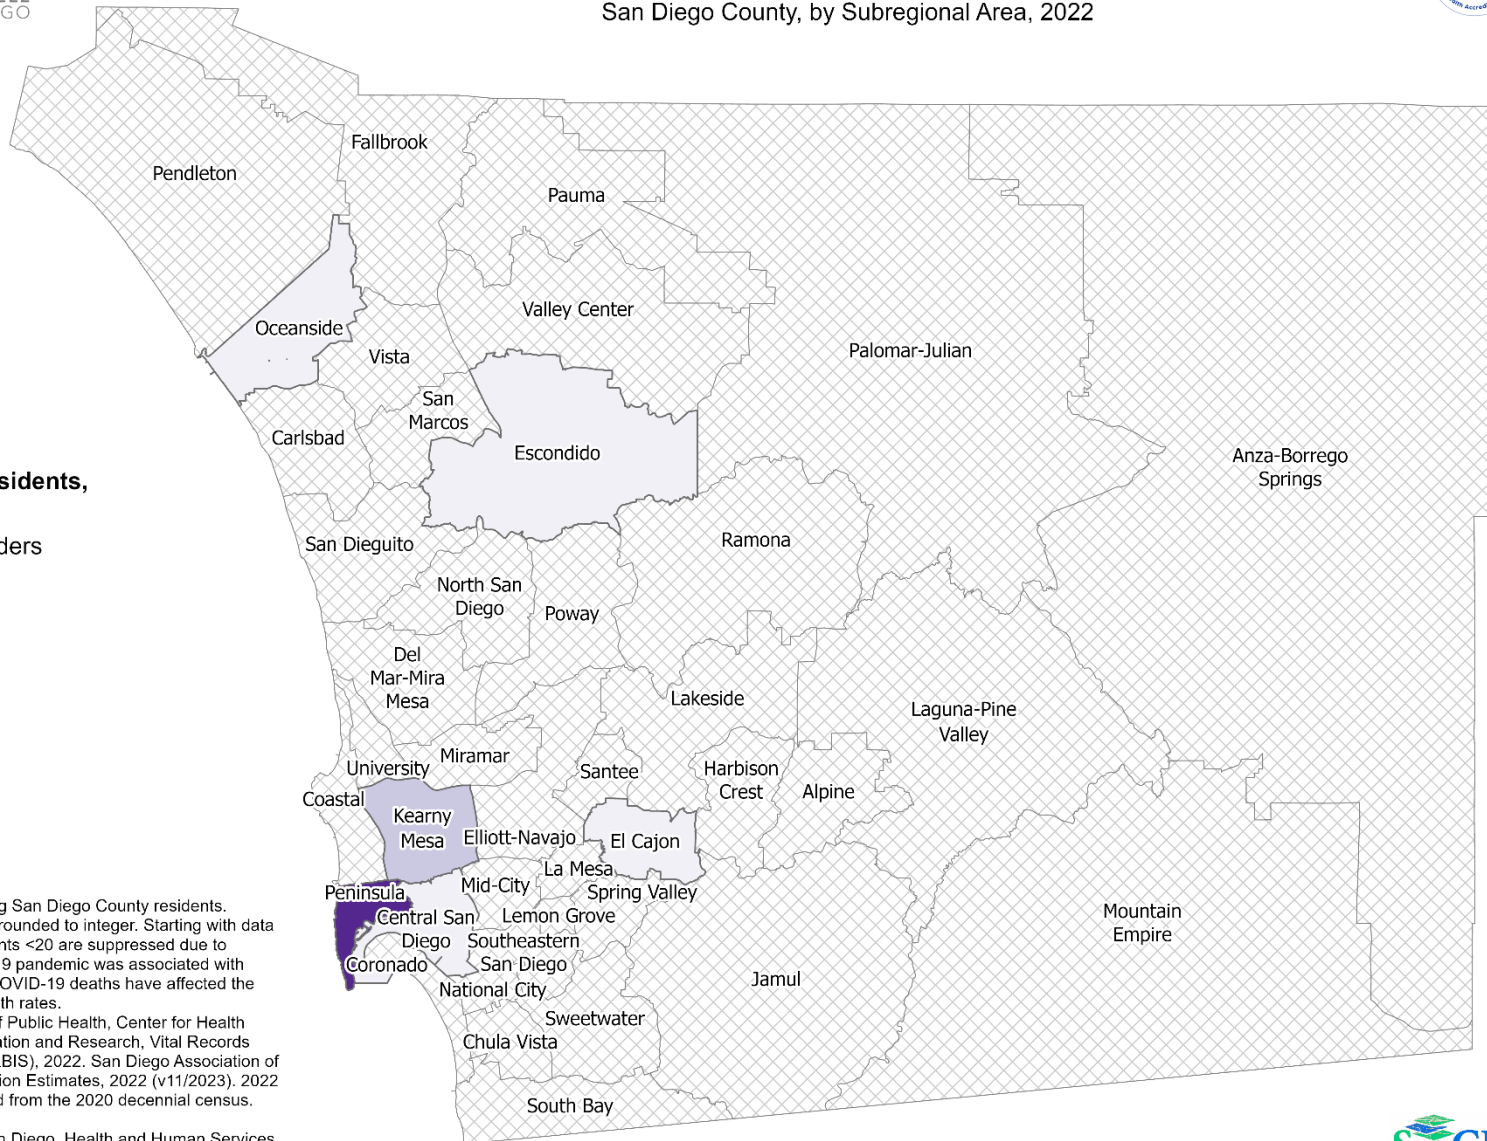 GO
San Diego County, by Subregional Area, 2022
Fallbrook
Pendleton
Pauma
Valley Center
Oceanside
Vista
Palomar-Julian
San
Marcos
Carlsbad
Escondido
Anza-Borrego
Springs
sidents,
ders
San Dieguito
Ramona
North San
Diego
Poway
Del
Mar-Mira
Mesa
Lakeside
Laguna-Pine
Valley
Miramar
University
Santee
Harbison
Crest
Alpine
Coastal
Kearny
Mesa
Elliott-Navajo
El Cajon
La Mesa
Mid-City
Peninsula
Spring Valley
Central San
Diego
Lemon Grove
Southeastern
San Diego
Coronado
National City
Mountain
Empire
Jamul
Sweetwater
Chula Vista
South Bay
g San Diego County residents.
rounded to integer. Starting with data
nts <20 are suppressed due to
9 pandemic was associated with
OVID-19 deaths have affected the
th rates.
f Public Health, Center for Health
ation and Research, Vital Records
BIS), 2022. San Diego Association of
ion Estimates, 2022 (v11/2023). 2022
d from the 2020 decennial census.
n Diego, Health and Human Services